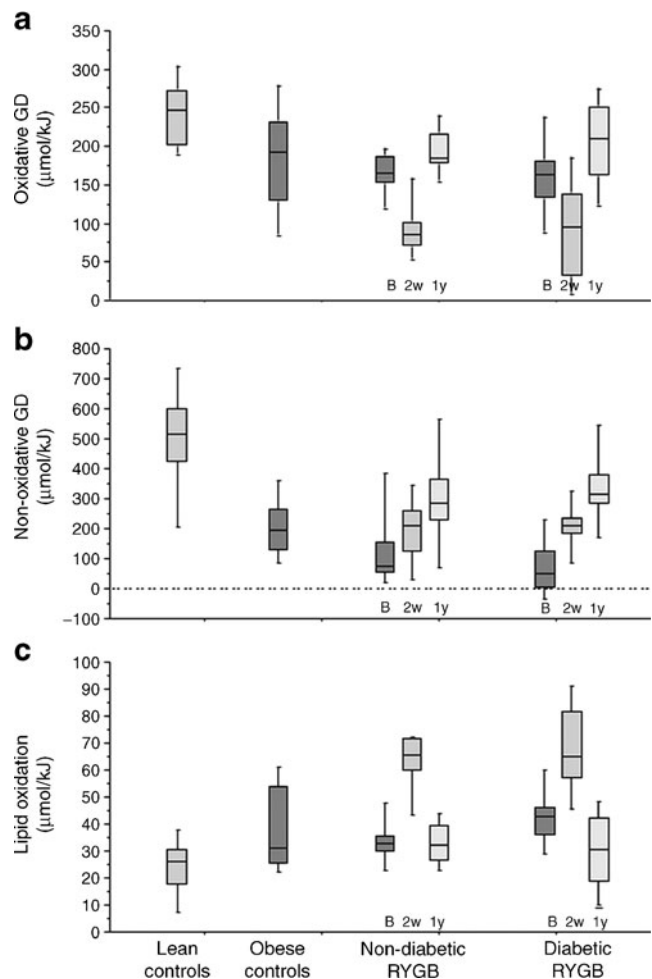 a
Oxidative GD
(μmol/kJ)
350
300
250
200
150
100
50
0
B 2w 1y
B 2w 1y
b
Non-oxidative GD
(μmol/kJ)
800
700
600
500
400
300
200
100
0
−100
B 2w 1y
B 2w 1y
c
Lipid oxidation
(μmol/kJ)
100
90
80
70
60
50
40
30
20
10
0
B 2w 1y
B 2w 1y
Lean
controls
Obese
controls
Non-diabetic
RYGB
Diabetic
RYGB